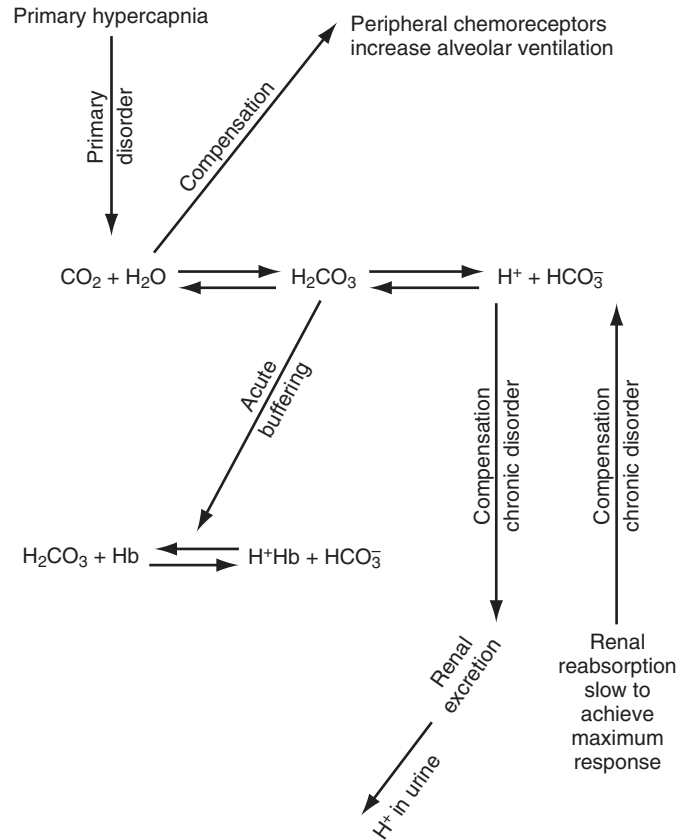 Primary hypercapnia
Peripheral chemoreceptors
increase alveolar ventilation
Primary
disorder
Compensation
CO₂ + H₂O
H₂CO₃
H⁺ + HCO₃⁻
Acute
buffering
Compensation
chronic disorder
Compensation
chronic disorder
H₂CO₃ + Hb
H⁺Hb + HCO₃⁻
Renal
excretion
H⁺ in urine
Renal
reabsorption
slow to
achieve
maximum
response